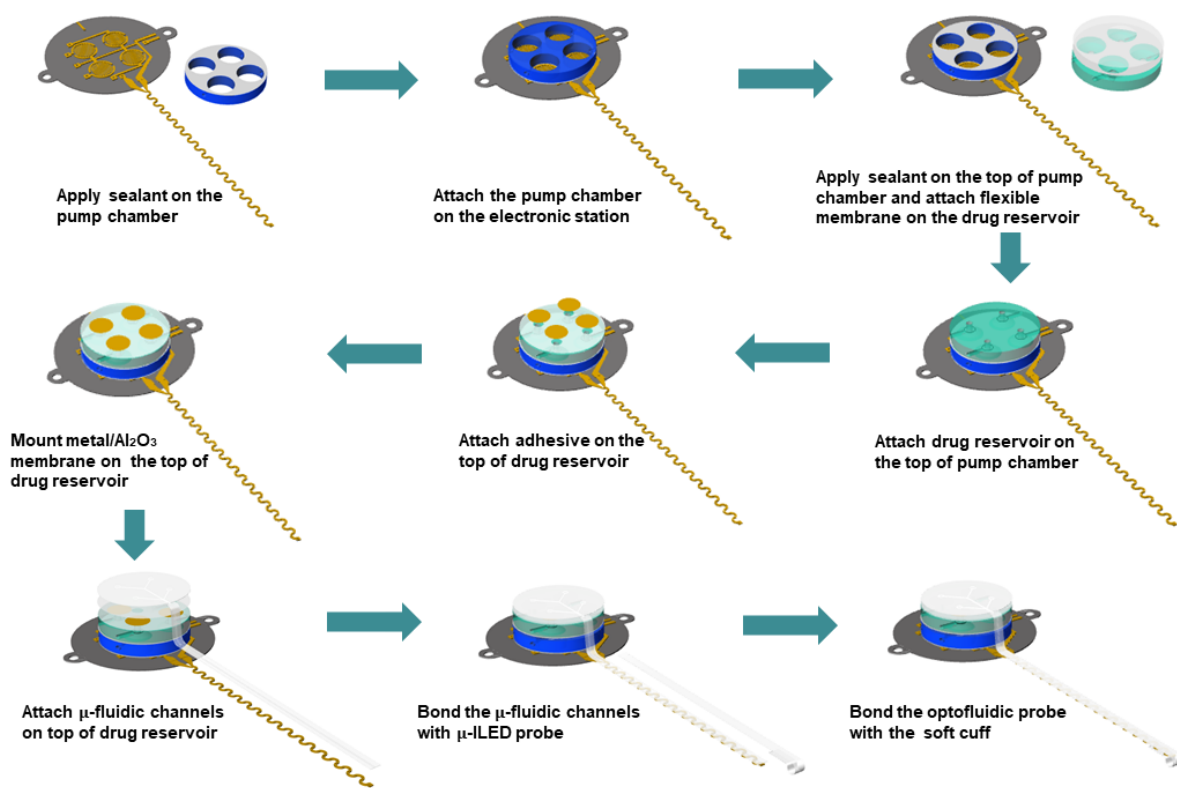 Apply sealant on the
pump chamber
Attach the pump chamber
on the electronic station
Apply sealant on the top of pump
chamber and attach flexible
membrane on the drug reservoir
Mount metal/Al₂O₃
membrane on the top of
drug reservoir
Attach adhesive on the
top of drug reservoir
Attach drug reservoir on
the top of pump chamber
Attach μ-fluidic channels
on top of drug reservoir
Bond the μ-fluidic channels
with μ-ILED probe
Bond the optofluidic probe
with the soft cuff